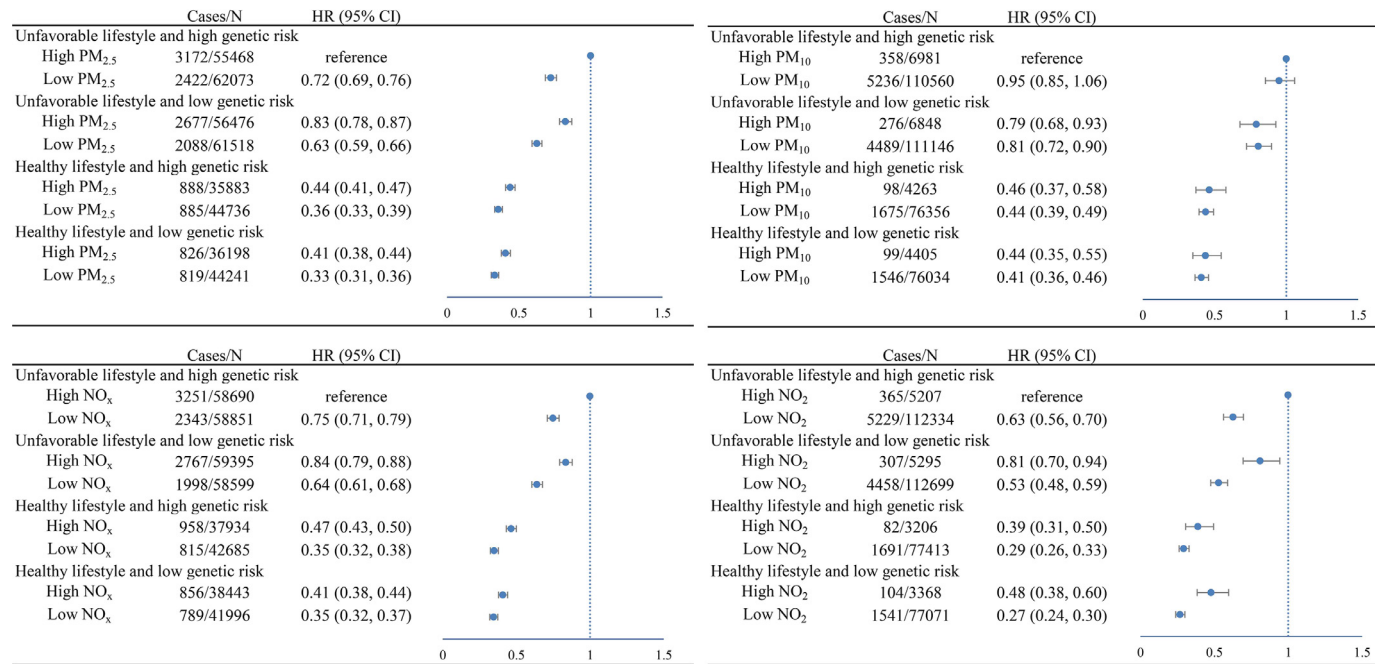 Cases/N HR (95% CI)
Unfavorable lifestyle and high genetic risk
High PM2.5 3172/55468 reference
Low PM2.5 2422/62073 0.72 (0.69, 0.76)
Unfavorable lifestyle and low genetic risk
High PM2.5 2677/56476 0.83 (0.78, 0.87)
Low PM2.5 2088/61518 0.63 (0.59, 0.66)
Healthy lifestyle and high genetic risk
High PM2.5 888/35883 0.44 (0.41, 0.47)
Low PM2.5 885/44736 0.36 (0.33, 0.39)
Healthy lifestyle and low genetic risk
High PM2.5 826/36198 0.41 (0.38, 0.44)
Low PM2.5 819/44241 0.33 (0.31, 0.36)
0 0.5 1 1.5
Cases/N HR (95% CI)
Unfavorable lifestyle and high genetic risk
High PM10 358/6981 reference
Low PM10 5236/110560 0.95 (0.85, 1.06)
Unfavorable lifestyle and low genetic risk
High PM10 276/6848 0.79 (0.68, 0.93)
Low PM10 4489/111146 0.81 (0.72, 0.90)
Healthy lifestyle and high genetic risk
High PM10 98/4263 0.46 (0.37, 0.58)
Low PM10 1675/76356 0.44 (0.39, 0.49)
Healthy lifestyle and low genetic risk
High PM10 99/4405 0.44 (0.35, 0.55)
Low PM10 1546/76034 0.41 (0.36, 0.46)
0 0.5 1 1.5
Cases/N HR (95% CI)
Unfavorable lifestyle and high genetic risk
High NOx 3251/58690 reference
Low NOx 2343/58851 0.75 (0.71, 0.79)
Unfavorable lifestyle and low genetic risk
High NOx 2767/59395 0.84 (0.79, 0.88)
Low NOx 1998/58599 0.64 (0.61, 0.68)
Healthy lifestyle and high genetic risk
High NOx 958/37934 0.47 (0.43, 0.50)
Low NOx 815/42685 0.35 (0.32, 0.38)
Healthy lifestyle and low genetic risk
High NOx 856/38443 0.41 (0.38, 0.44)
Low NOx 789/41996 0.35 (0.32, 0.37)
0 0.5 1 1.5
Cases/N HR (95% CI)
Unfavorable lifestyle and high genetic risk
High NO2 365/5207 reference
Low NO2 5229/112334 0.63 (0.56, 0.70)
Unfavorable lifestyle and low genetic risk
High NO2 307/5295 0.81 (0.70, 0.94)
Low NO2 4458/112699 0.53 (0.48, 0.59)
Healthy lifestyle and high genetic risk
High NO2 82/3206 0.39 (0.31, 0.50)
Low NO2 1691/77413 0.29 (0.26, 0.33)
Healthy lifestyle and low genetic risk
High NO2 104/3368 0.48 (0.38, 0.60)
Low NO2 1541/77071 0.27 (0.24, 0.30)
0 0.5 1 1.5